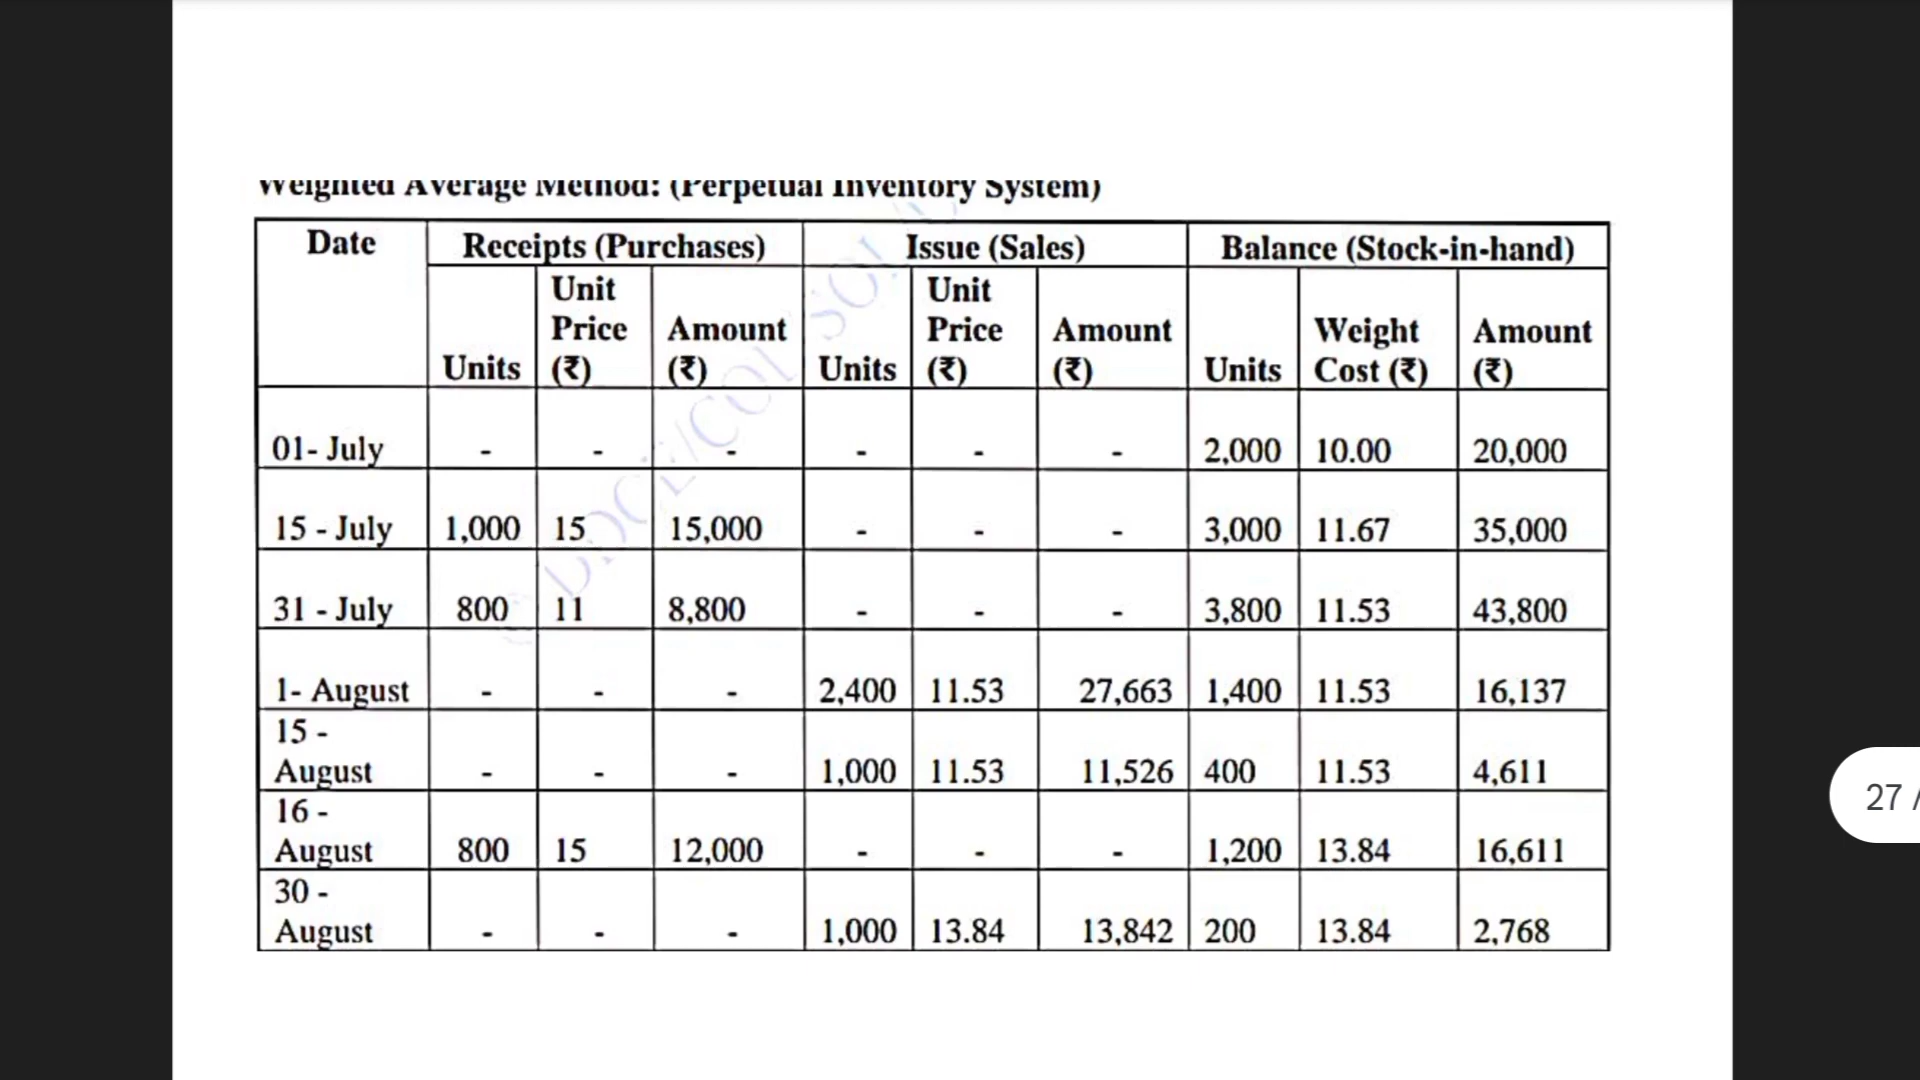 Weighted Average Method: (Perpetual Inventory System)
Date Receipts (Purchases) Issue (Sales) Balance (Stock-in-hand)
Units Unit Price (₹) Amount (₹) Units Unit Price (₹) Amount (₹) Units Weight Cost (₹) Amount (₹)
01- July - - - - - - 2,000 10.00 20,000
15 - July 1,000 15 15,000 - - - 3,000 11.67 35,000
31 - July 800 11 8,800 - - - 3,800 11.53 43,800
1- August - - - 2,400 11.53 27,663 1,400 11.53 16,137
15 - August - - - 1,000 11.53 11,526 400 11.53 4,611
16 - August 800 15 12,000 - - - 1,200 13.84 16,611
30 - August - - - 1,000 13.84 13,842 200 13.84 2,768
27 /